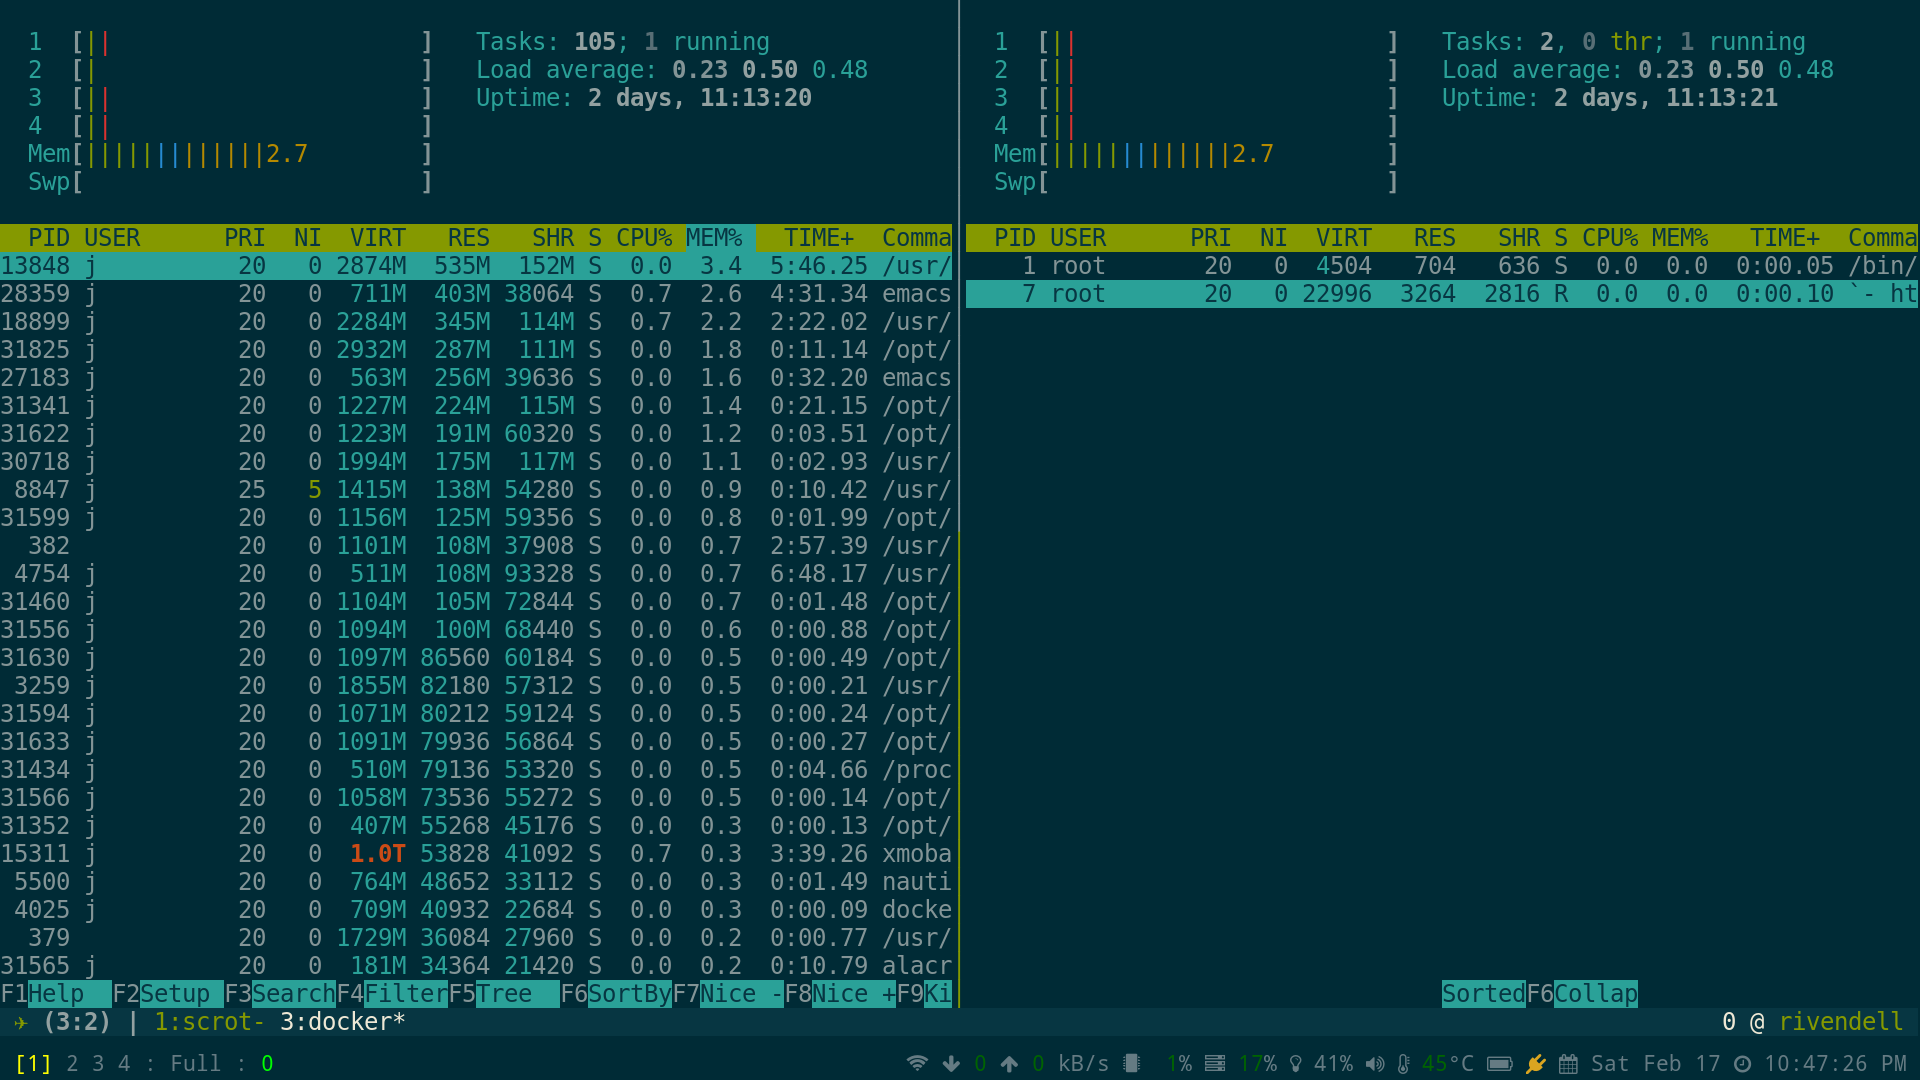 1 [|| ] Tasks: 105; 1 running
2 [| ] Load average: 0.23 0.50 0.48
3 [|| ] Uptime: 2 days, 11:13:20
4 [|| ]
Mem[|||||||||||||2.7 ]
Swp[ ]
PID USER PRI NI VIRT RES SHR S CPU% MEM% TIME+ Comma
13848 j 20 0 2874M 535M 152M S 0.0 3.4 5:46.25 /usr/
28359 j 20 0 711M 403M 38064 S 0.7 2.6 4:31.34 emacs
18899 j 20 0 2284M 345M 114M S 0.7 2.2 2:22.02 /usr/
31825 j 20 0 2932M 287M 111M S 0.0 1.8 0:11.14 /opt/
27183 j 20 0 563M 256M 39636 S 0.0 1.6 0:32.20 emacs
31341 j 20 0 1227M 224M 115M S 0.0 1.4 0:21.15 /opt/
31622 j 20 0 1223M 191M 60320 S 0.0 1.2 0:03.51 /opt/
30718 j 20 0 1994M 175M 117M S 0.0 1.1 0:02.93 /usr/
8847 j 25 5 1415M 138M 54280 S 0.0 0.9 0:10.42 /usr/
31599 j 20 0 1156M 125M 59356 S 0.0 0.8 0:01.99 /opt/
382 20 0 1101M 108M 37908 S 0.0 0.7 2:57.39 /usr/
4754 j 20 0 511M 108M 93328 S 0.0 0.7 6:48.17 /usr/
31460 j 20 0 1104M 105M 72844 S 0.0 0.7 0:01.48 /opt/
31556 j 20 0 1094M 100M 68440 S 0.0 0.6 0:00.88 /opt/
31630 j 20 0 1097M 86560 60184 S 0.0 0.5 0:00.49 /opt/
3259 j 20 0 1855M 82180 57312 S 0.0 0.5 0:00.21 /usr/
31594 j 20 0 1071M 80212 59124 S 0.0 0.5 0:00.24 /opt/
31633 j 20 0 1091M 79936 56864 S 0.0 0.5 0:00.27 /opt/
31434 j 20 0 510M 79136 53320 S 0.0 0.5 0:04.66 /proc
31566 j 20 0 1058M 73536 55272 S 0.0 0.5 0:00.14 /opt/
31352 j 20 0 407M 55268 45176 S 0.0 0.3 0:00.13 /opt/
15311 j 20 0 1.0T 53828 41092 S 0.7 0.3 3:39.26 xmoba
5500 j 20 0 764M 48652 33112 S 0.0 0.3 0:01.49 nauti
4025 j 20 0 709M 40932 22684 S 0.0 0.3 0:00.09 docke
379 20 0 1729M 36084 27960 S 0.0 0.2 0:00.77 /usr/
31565 j 20 0 181M 34364 21420 S 0.0 0.2 0:10.79 alacr
F1Help F2Setup F3SearchF4FilterF5Tree F6SortByF7Nice -F8Nice +F9Ki
1 [|| ] Tasks: 2, 0 thr; 1 running
2 [|| ] Load average: 0.23 0.50 0.48
3 [|| ] Uptime: 2 days, 11:13:21
4 [|| ]
Mem[|||||||||||||2.7 ]
Swp[ ]
PID USER PRI NI VIRT RES SHR S CPU% MEM% TIME+ Comma
1 root 20 0 4504 704 636 S 0.0 0.0 0:00.05 /bin/
7 root 20 0 22996 3264 2816 R 0.0 0.0 0:00.10 `- ht
SortedF6Collap
✈ (3:2) | 1:scrot- 3:docker* 0 @ rivendell
[1] 2 3 4 : Full : 0 0 0 kB/s 1% 17% 41% 45°C Sat Feb 17 10:47:26 PM